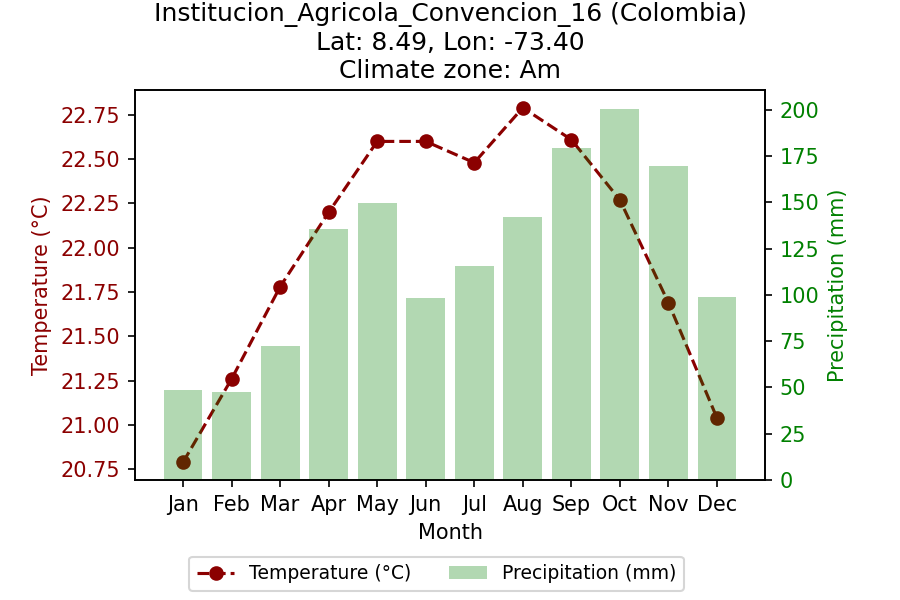 Institucion_Agricola_Convencion_16 (Colombia)
Lat: 8.49, Lon: -73.40
Climate zone: Am
Temperature (°C)
22.75
22.50
22.25
22.00
21.75
21.50
21.25
21.00
20.75
200
175
150
125
100
75
50
25
0
Precipitation (mm)
Jan Feb Mar Apr May Jun Jul Aug Sep Oct Nov Dec
Month
Temperature (°C) Precipitation (mm)